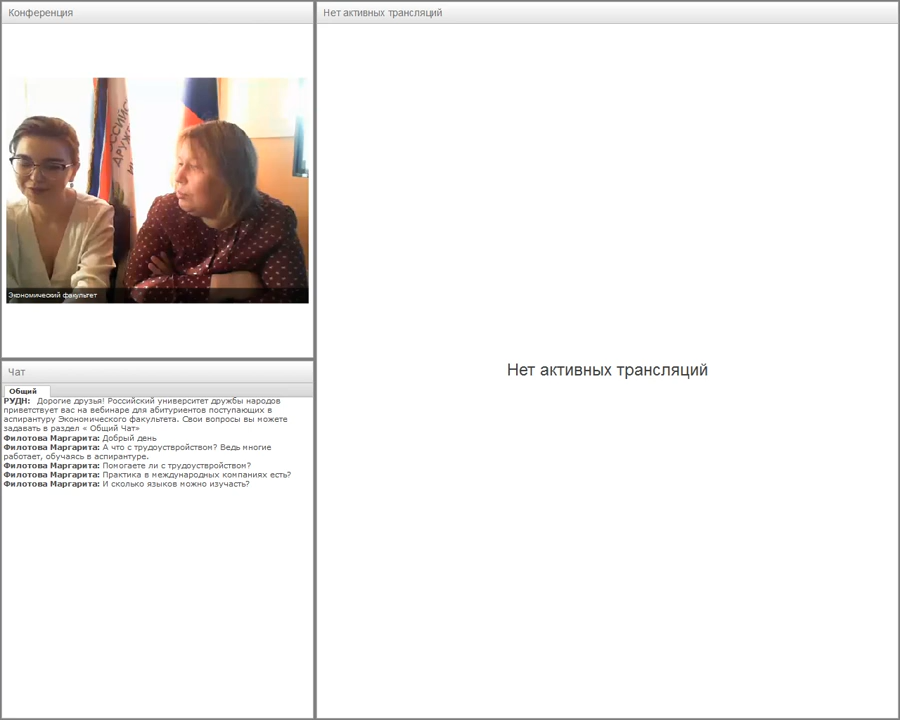 Конференция
Нет активных трансляций
Экономический факультет
Чат
Общий
РУДН: Дорогие друзья! Российский университет дружбы народов
приветствует вас на вебинаре для абитуриентов поступающих в
аспирантуру Экономического факультета. Свои вопросы вы можете
задавать в раздел « Общий Чат»
Филотова Маргарита: Добрый день
Филотова Маргарита: А что с трудоуствройством? Ведь многие
работает, обучаясь в аспирантуре.
Филотова Маргарита: Помогаете ли с трудоуствройством?
Филотова Маргарита: Практика в международных компаниях есть?
Филотова Маргарита: И сколько языков можно изучасть?
Нет активных трансляций